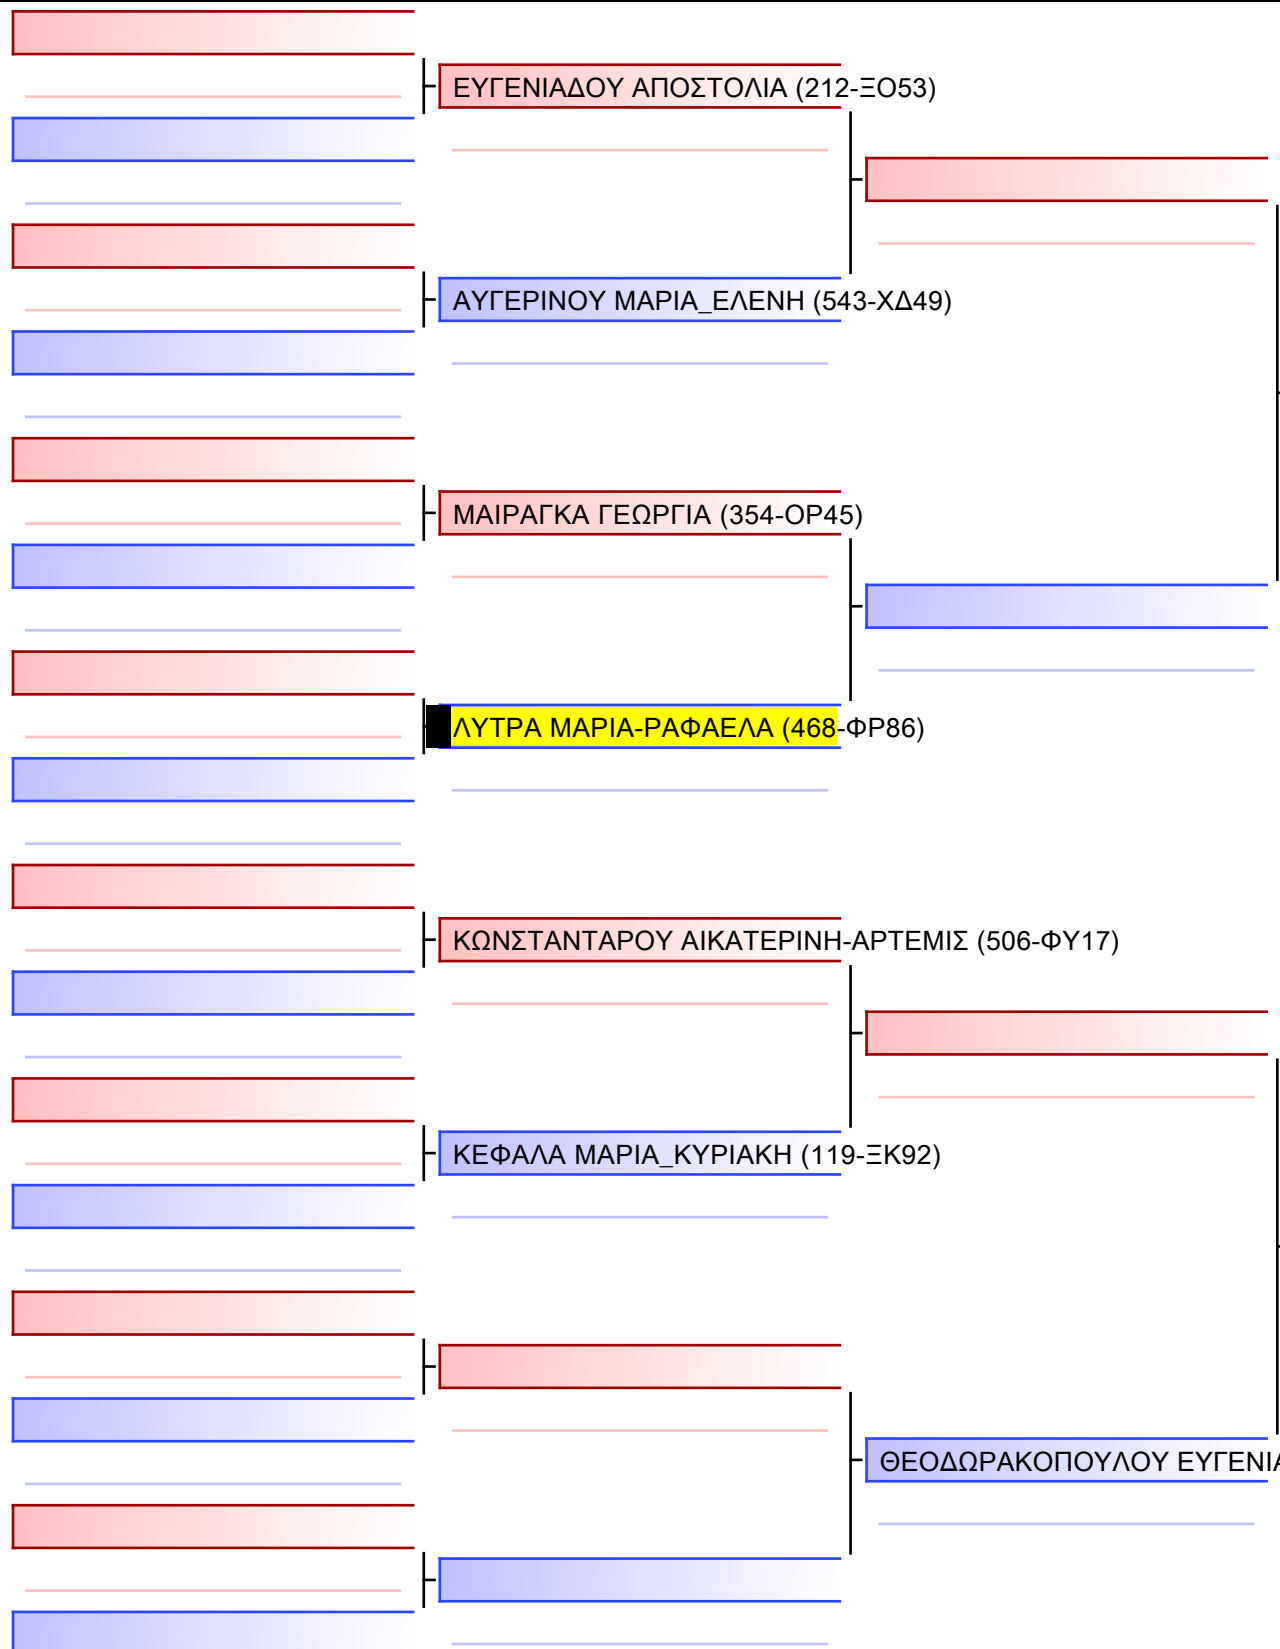 ΕΥΓΕΝΙΑΔΟΥ ΑΠΟΣΤΟΛΙΑ (212-ΞΟ53)
ΑΥΓΕΡΙΝΟΥ ΜΑΡΙΑ_ΕΛΕΝΗ (543-ΧΔ49)
ΜΑΙΡΑΓΚΑ ΓΕΩΡΓΙΑ (354-ΟΡ45)
ΛΥΤΡΑ ΜΑΡΙΑ-ΡΑΦΑΕΛΑ (468-ΦΡ86)
ΚΩΝΣΤΑΝΤΑΡΟΥ ΑΙΚΑΤΕΡΙΝΗ-ΑΡΤΕΜΙΣ (506-ΦΥ17)
ΚΕΦΑΛΑ ΜΑΡΙΑ_ΚΥΡΙΑΚΗ (119-ΞΚ92)
ΘΕΟΔΩΡΑΚΟΠΟΥΛΟΥ ΕΥΓΕΝΙΑ